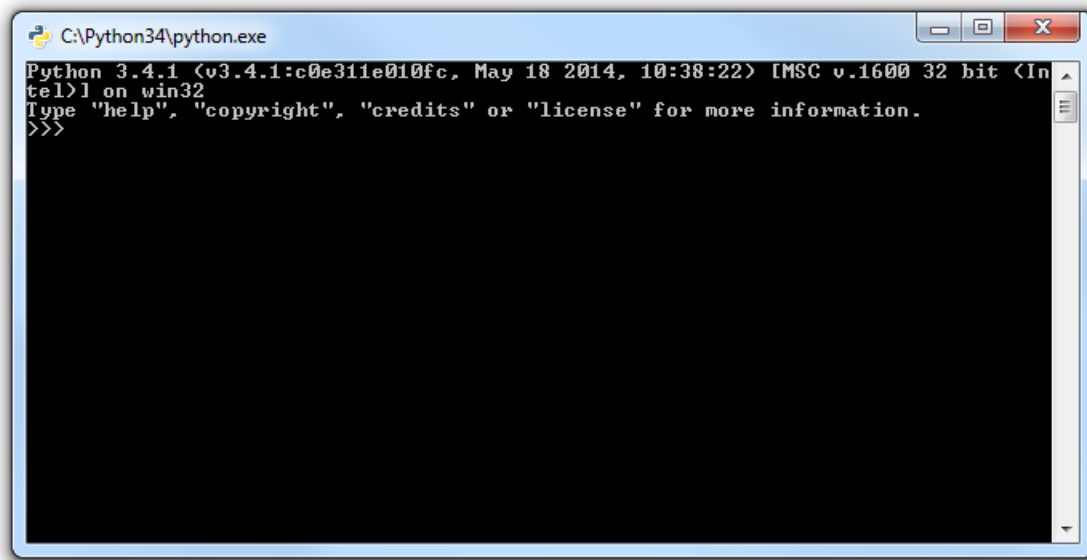 C:\Python34\python.exe
Python 3.4.1 (v3.4.1:c0e311e010fc, May 18 2014, 10:38:22) [MSC v.1600 32 bit (In
tel)] on win32
Type "help", "copyright", "credits" or "license" for more information.
>>>